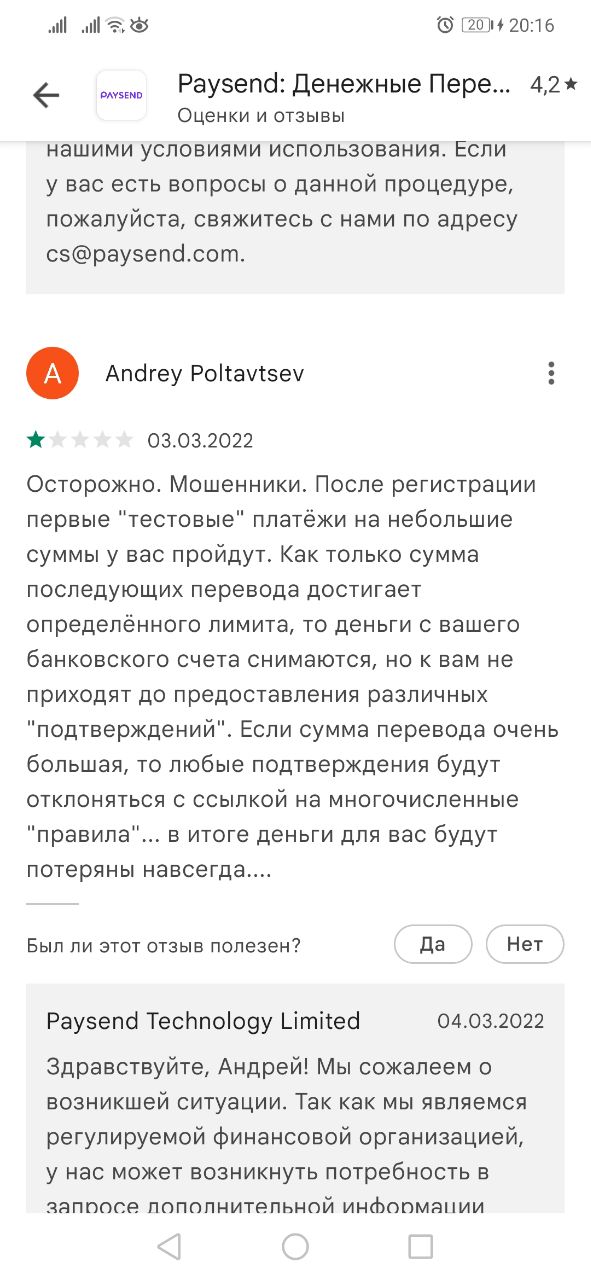 20 20:16
Paysend: Денежные Пере... 4,2★
PAYSEND
Оценки и отзывы
нашими условиями использования. Если
у вас есть вопросы о данной процедуре,
пожалуйста, свяжитесь с нами по адресу
cs@paysend.com.
A Andrey Poltavtsev
03.03.2022
Осторожно. Мошенники. После регистрации
первые "тестовые" платёжи на небольшие
суммы у вас пройдут. Как только сумма
последующих перевода достигает
определённого лимита, то деньги с вашего
банковского счета снимаются, но к вам не
приходят до предоставления различных
"подтверждений". Если сумма перевода очень
большая, то любые подтверждения будут
отклоняться с ссылкой на многочисленные
"правила"... в итоге деньги для вас будут
потеряны навсегда....
Был ли этот отзыв полезен? Да Нет
Paysend Technology Limited 04.03.2022
Здравствуйте, Андрей! Мы сожалеем о
возникшей ситуации. Так как мы являемся
регулируемой финансовой организацией,
у нас может возникнуть потребность в
запросе дополнительной информации